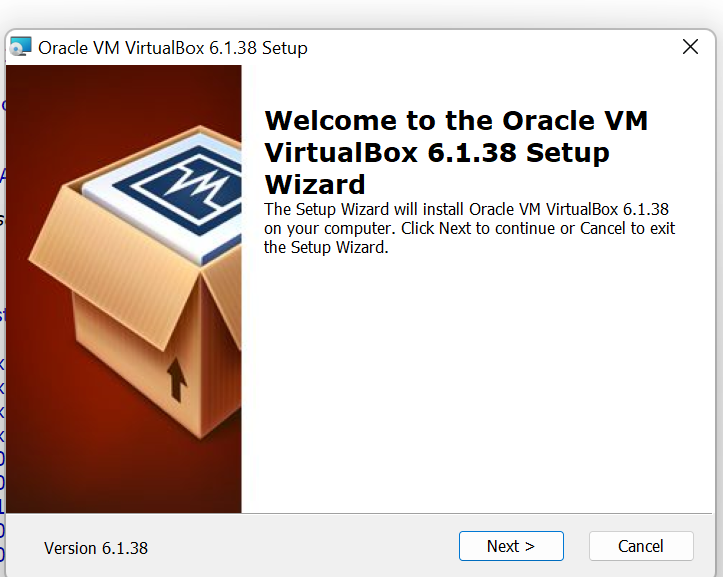 Oracle VM VirtualBox 6.1.38 Setup
Welcome to the Oracle VM
VirtualBox 6.1.38 Setup
Wizard
The Setup Wizard will install Oracle VM VirtualBox 6.1.38
on your computer. Click Next to continue or Cancel to exit
the Setup Wizard.
Version 6.1.38
Next >
Cancel